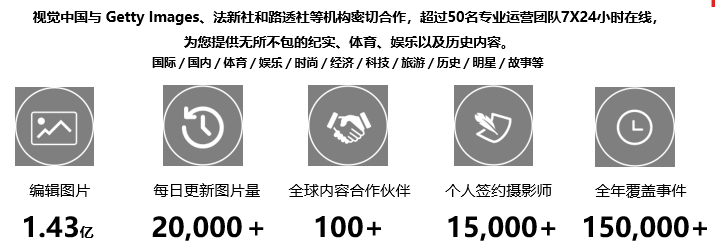 视觉中国与 Getty Images、法新社和路透社等机构密切合作，超过50名专业运营团队7X24小时在线，
为您提供无所不包的纪实、体育、娱乐以及历史内容。
国际 / 国内 / 体育 / 娱乐 / 时尚 / 经济 / 科技 / 旅游 / 历史 / 明星 / 故事等
编辑图片 每日更新图片量 全球内容合作伙伴 个人签约摄影师 全年覆盖事件
1.43亿 20,000+ 100+ 15,000+ 150,000+